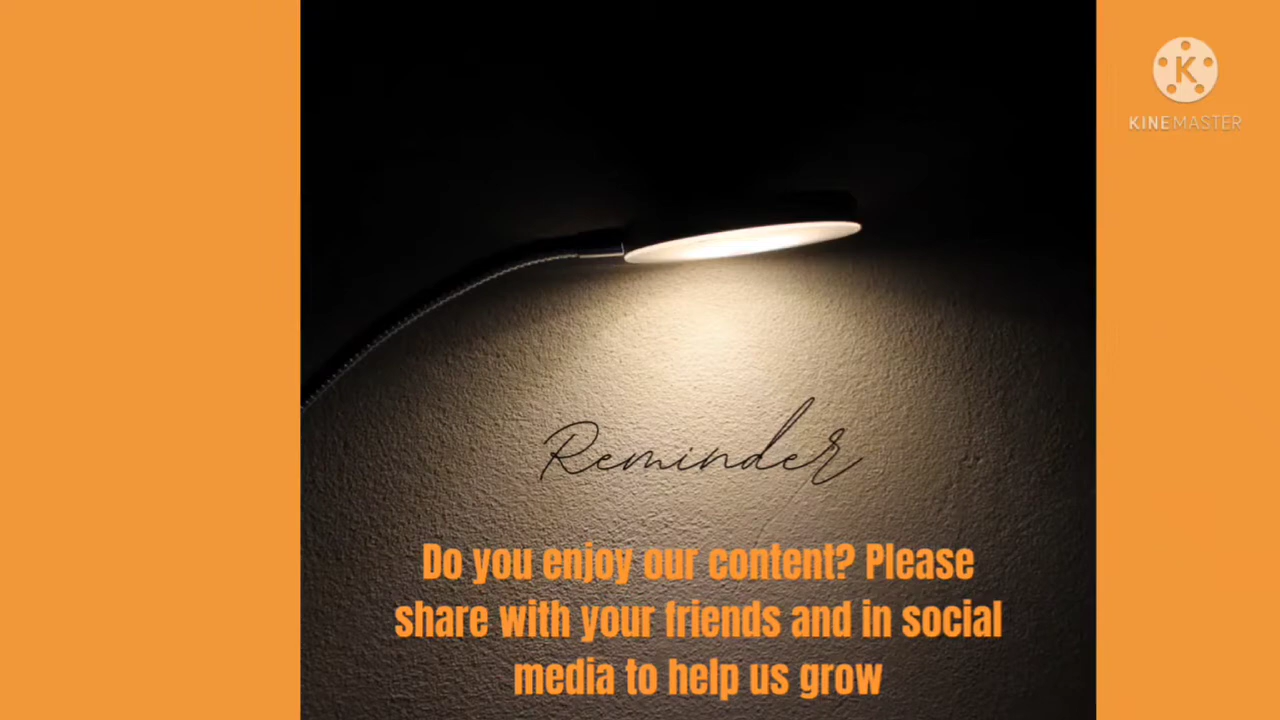 K
KINEMASTER
Reminder
Do you enjoy our content? Please
share with your friends and in social
media to help us grow